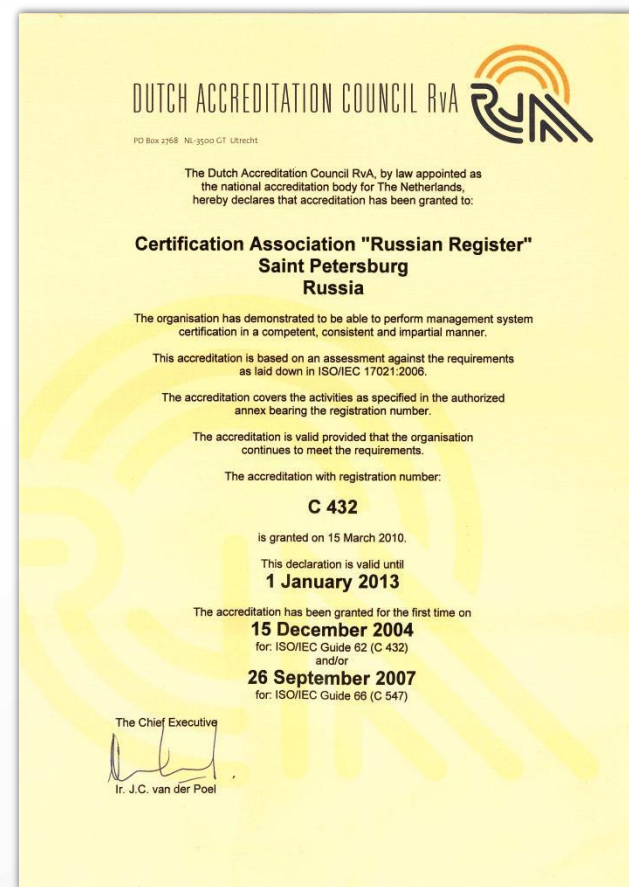 DUTCH ACCREDITATION COUNCIL RvA
RvA
PO Box 2768 NL-3500 GT Utrecht
The Dutch Accreditation Council RvA, by law appointed as
the national accreditation body for The Netherlands,
hereby declares that accreditation has been granted to:
Certification Association "Russian Register"
Saint Petersburg
Russia
The organisation has demonstrated to be able to perform management system
certification in a competent, consistent and impartial manner.
This accreditation is based on an assessment against the requirements
as laid down in ISO/IEC 17021:2006.
The accreditation covers the activities as specified in the authorized
annex bearing the registration number.
The accreditation is valid provided that the organisation
continues to meet the requirements.
The accreditation with registration number:
C 432
is granted on 15 March 2010.
This declaration is valid until
1 January 2013
The accreditation has been granted for the first time on
15 December 2004
for: ISO/IEC Guide 62 (C 432)
and/or
26 September 2007
for: ISO/IEC Guide 66 (C 547)
The Chief Executive
Ir. J.C. van der Poel